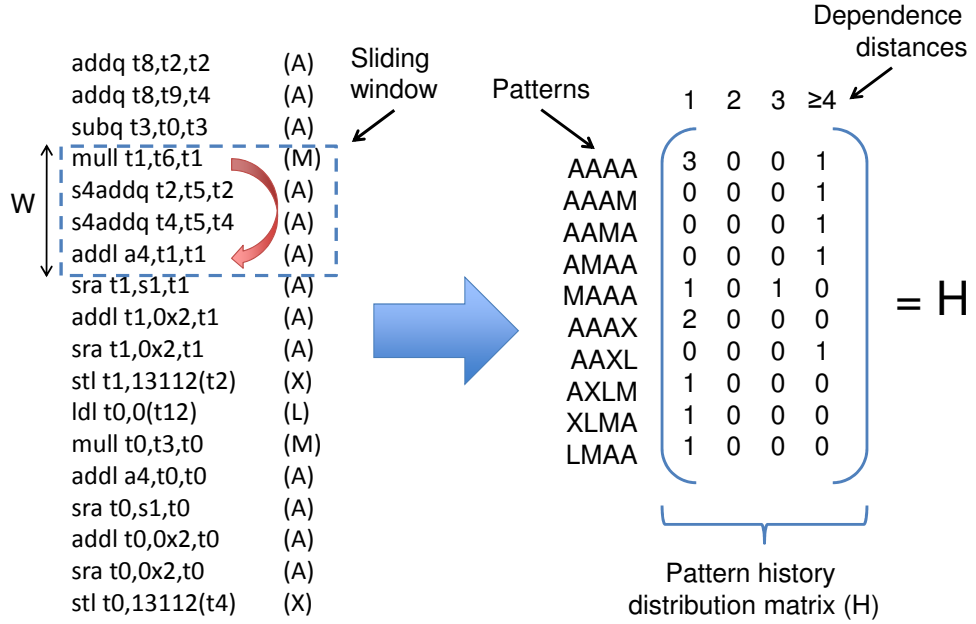 addq t8,t2,t2 (A)
addq t8,t9,t4 (A)
subq t3,t0,t3 (A)
mull t1,t6,t1 (M)
s4addq t2,t5,t2 (A)
s4addq t4,t5,t4 (A)
addl a4,t1,t1 (A)
sra t1,s1,t1 (A)
addl t1,0x2,t1 (A)
sra t1,0x2,t1 (A)
stl t1,13112(t2) (X)
ldl t0,0(t12) (L)
mull t0,t3,t0 (M)
addl a4,t0,t0 (A)
sra t0,s1,t0 (A)
addl t0,0x2,t0 (A)
sra t0,0x2,t0 (A)
stl t0,13112(t4) (X)
W
Sliding
window
Patterns
Dependence
distances
1 2 3 ≥4
AAAA 3 0 0 1
AAAM 0 0 0 1
AAMA 0 0 0 1
AMAA 0 0 0 1
MAAA 1 0 1 0
AAAX 2 0 0 0
AAXL 0 0 0 1
AXLM 1 0 0 0
XLMA 1 0 0 0
LMAA 1 0 0 0
= H
Pattern history
distribution matrix (H)